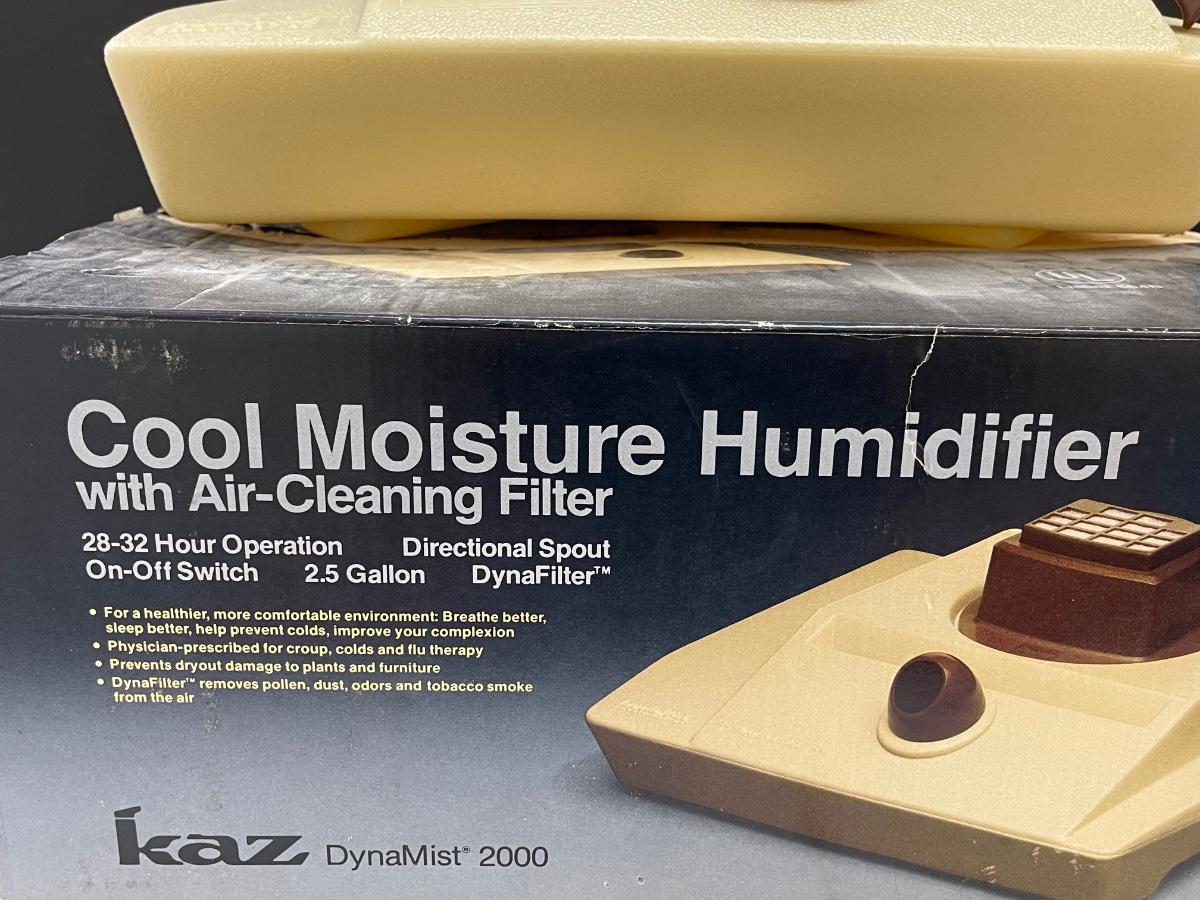 UL
Cool Moisture Humidifier
with Air-Cleaning Filter
28-32 Hour Operation Directional Spout
On-Off Switch 2.5 Gallon DynaFilter™
• For a healthier, more comfortable environment: Breathe better,
sleep better, help prevent colds, improve your complexion
• Physician-prescribed for croup, colds and flu therapy
• Prevents dryout damage to plants and furniture
• DynaFilter™ removes pollen, dust, odors and tobacco smoke
from the air
kaz DynaMist® 2000